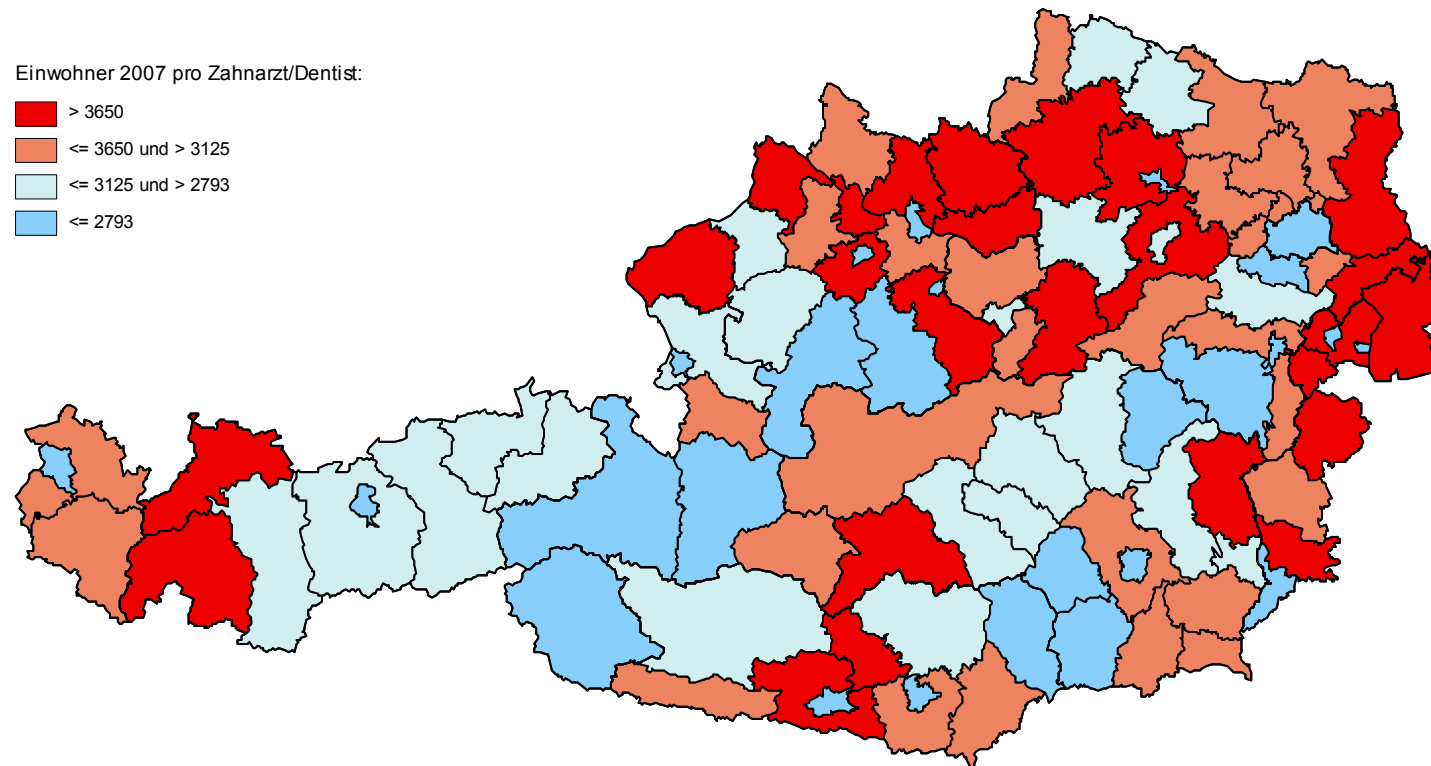 Einwohner 2007 pro Zahnarzt/Dentist:
> 3650
<= 3650 und > 3125
<= 3125 und > 2793
<= 2793